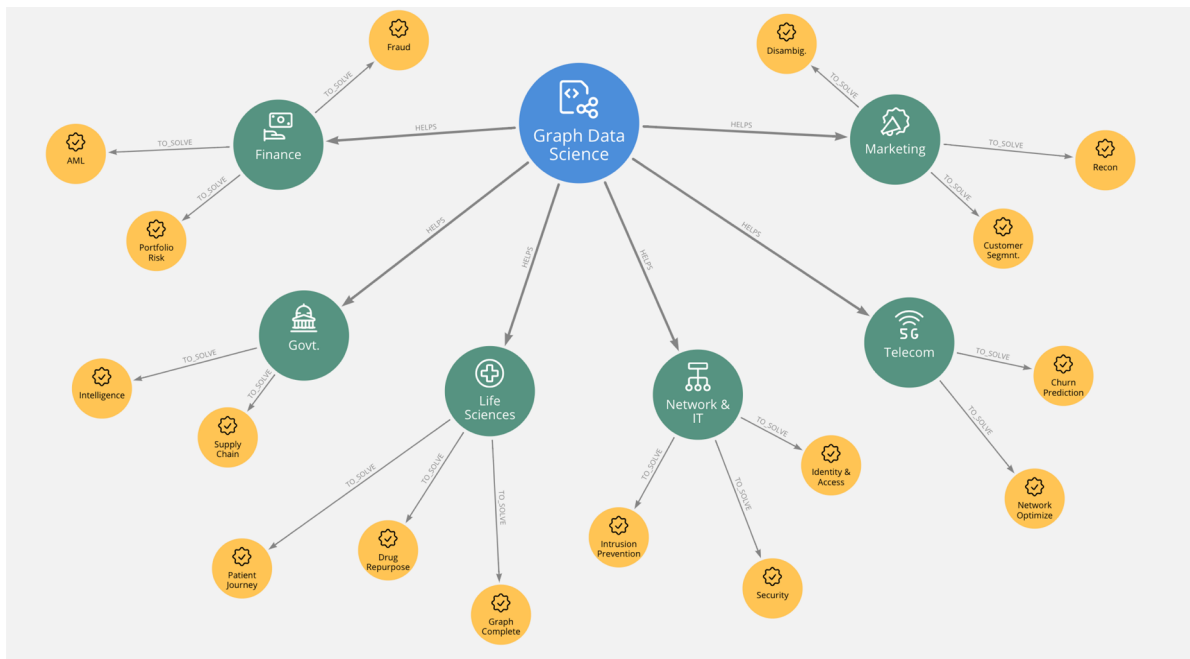 Fraud
TO_SOLVE
Finance
TO_SOLVE
AML
TO_SOLVE
Portfolio
Risk
HELPS
Graph Data
Science
HELPS
Marketing
TO_SOLVE
Disambig.
TO_SOLVE
Recon
TO_SOLVE
Customer
Segmnt.
HELPS
Govt.
TO_SOLVE
Intelligence
TO_SOLVE
Supply
Chain
HELPS
Life
Sciences
TO_SOLVE
Patient
Journey
TO_SOLVE
Drug
Repurpose
TO_SOLVE
Graph
Complete
HELPS
Network &
IT
TO_SOLVE
Intrusion
Prevention
TO_SOLVE
Security
TO_SOLVE
Identity &
Access
HELPS
5G
Telecom
TO_SOLVE
Churn
Prediction
TO_SOLVE
Network
Optimize